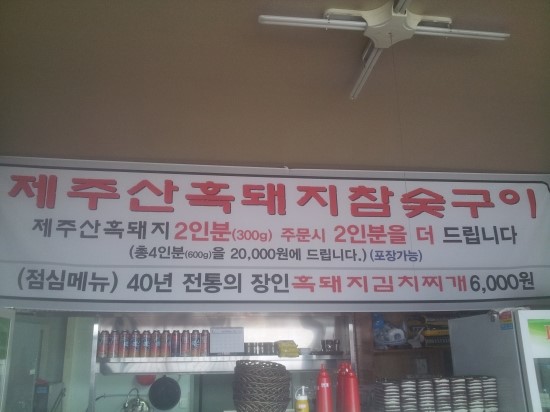 제주산흑돼지참숯구이
제주산흑돼지 2인분(300g) 주문시 2인분을 더 드립니다
(총4인분(600g)을 20,000원에 드립니다.) (포장가능)
(점심메뉴) 40년 전통의 장인흑돼지김치찌개6,000원